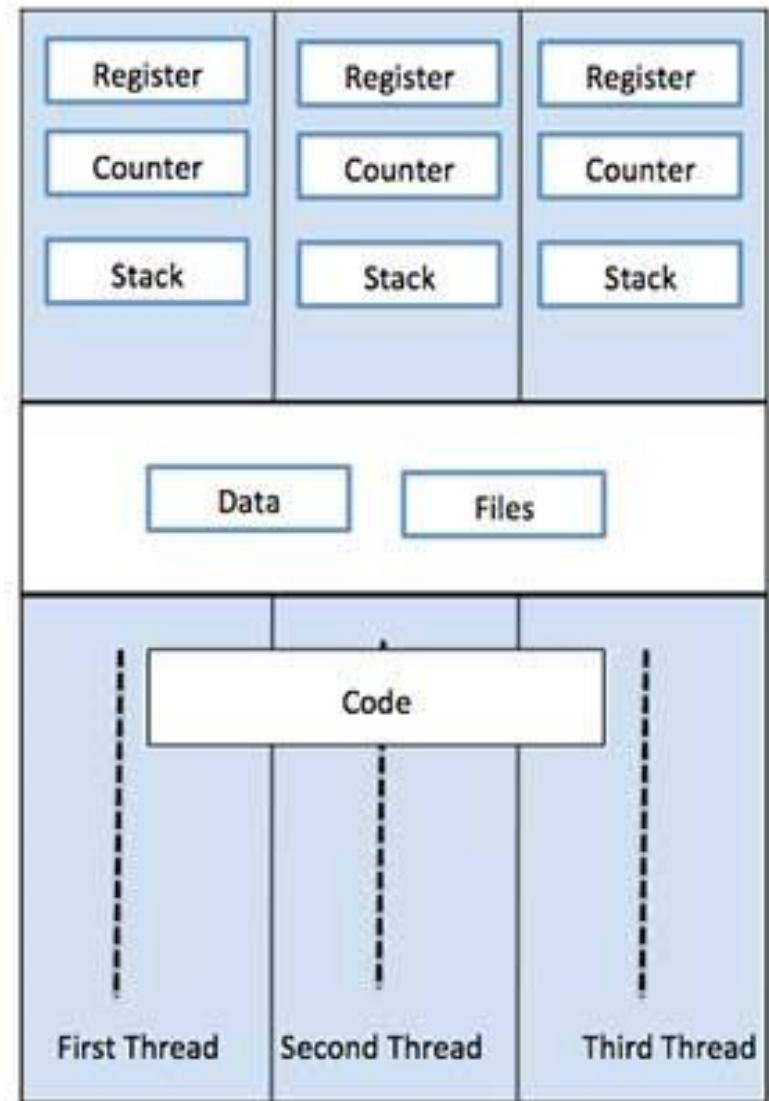 Register Register Register
Counter Counter Counter
Stack Stack Stack
Data Files
Code
First Thread Second Thread Third Thread